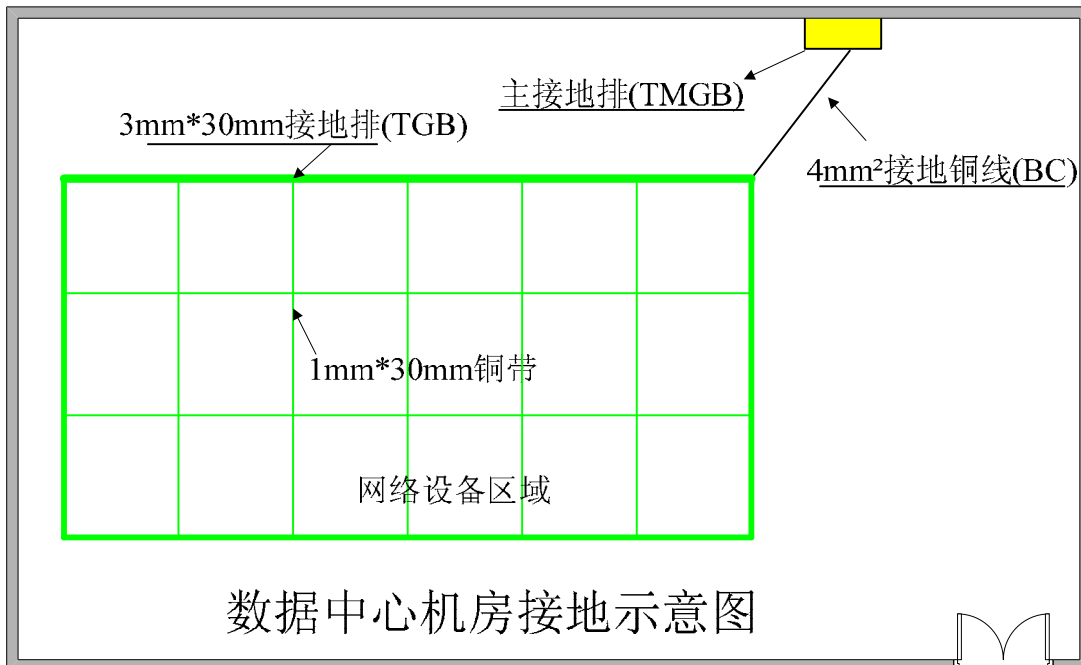 主接地排(TMGB)
3mm*30mm接地排(TGB)
4mm²接地铜线(BC)
1mm*30mm铜带
网络设备区域
数据中心机房接地示意图